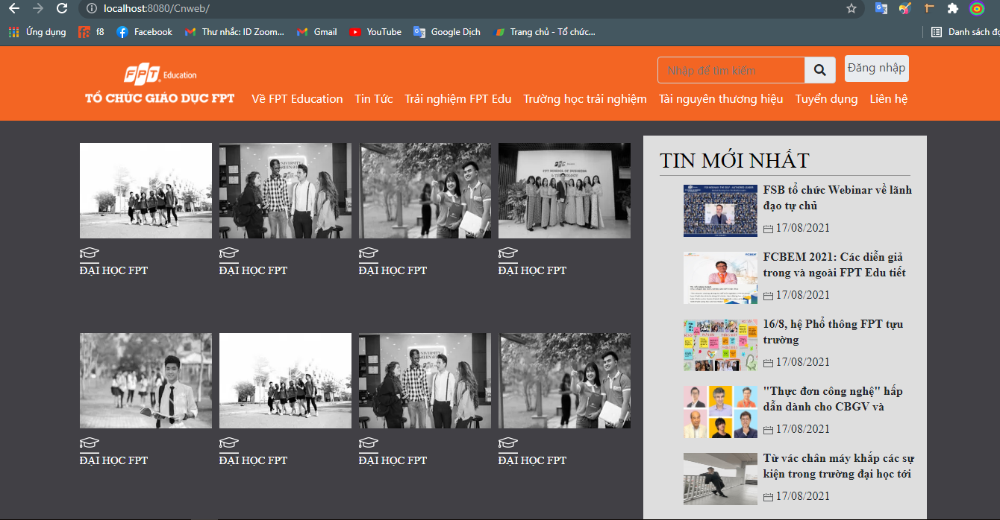 localhost:8080/Cnweb/
Ứng dụng f8 Facebook Thư nhắc: ID Zoom... Gmail YouTube Google Dịch Trang chủ - Tổ chức... Danh sách đọ
FPT Education
TỔ CHỨC GIÁO DỤC FPT
Nhập để tìm kiếm
Đăng nhập
Về FPT Education Tin Tức Trải nghiệm FPT Edu Trường học trải nghiệm Tài nguyên thương hiệu Tuyển dụng Liên hệ
FPT SCHOOL OF BUSINESS
& TECHNOLOGY
ĐẠI HỌC FPT ĐẠI HỌC FPT ĐẠI HỌC FPT ĐẠI HỌC FPT
ĐẠI HỌC FPT ĐẠI HỌC FPT ĐẠI HỌC FPT ĐẠI HỌC FPT
TIN MỚI NHẤT
FSB tổ chức Webinar về lãnh
đạo tự chủ
17/08/2021
FCBEM 2021: Các diễn giả
trong và ngoài FPT Edu tiết
17/08/2021
16/8, hệ Phổ thông FPT tựu
trường
17/08/2021
"Thực đơn công nghệ" hấp
dẫn dành cho CBGV và
17/08/2021
Từ vác chân máy khắp các sự
kiện trong trường đại học tới
17/08/2021